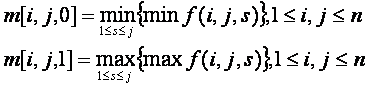 m[i, j,0] = min{min f(i, j, s)},1 ≤ i, j ≤ n
1≤s≤j
m[i, j,1] = max{max f(i, j, s)},1 ≤ i, j ≤ n
1≤s≤j